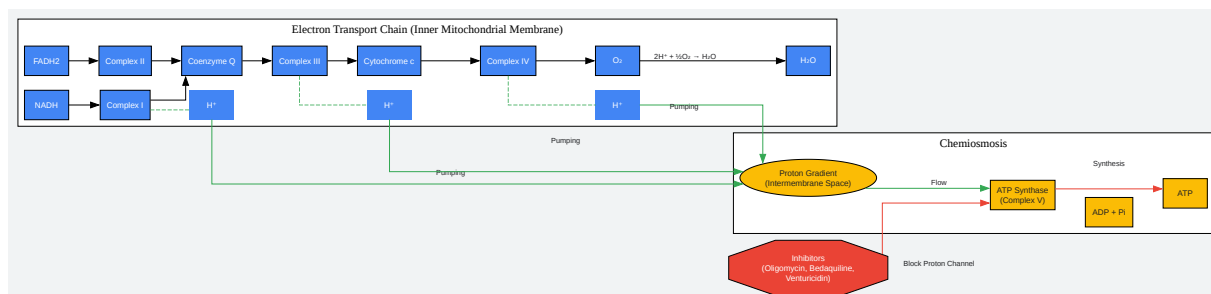 Electron Transport Chain (Inner Mitochondrial Membrane)
FADH2
Complex II
Coenzyme Q
Complex III
Cytochrome c
Complex IV
O₂
2H⁺ + ½O₂ → H₂O
H₂O
NADH
Complex I
H⁺
H⁺
H⁺
Pumping
Pumping
Pumping
Chemiosmosis
Proton Gradient
(Intermembrane Space)
Flow
ATP Synthase
(Complex V)
Synthesis
ADP + Pi
ATP
Inhibitors
(Oligomycin, Bedaquiline,
Venturicidin)
Block Proton Channel